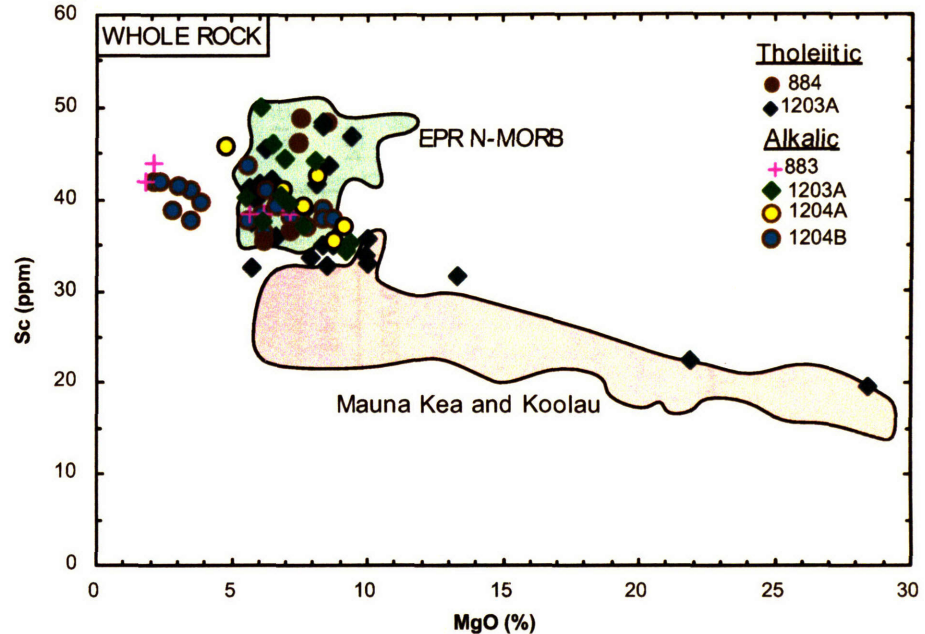 60
50
40
30
20
10
0
Sc (ppm)
WHOLE ROCK
Tholeiitic
884
1203A
Alkalic
883
1203A
1204A
1204B
EPR N-MORB
Mauna Kea and Koolau
0 5 10 15 20 25 30
MgO (%)